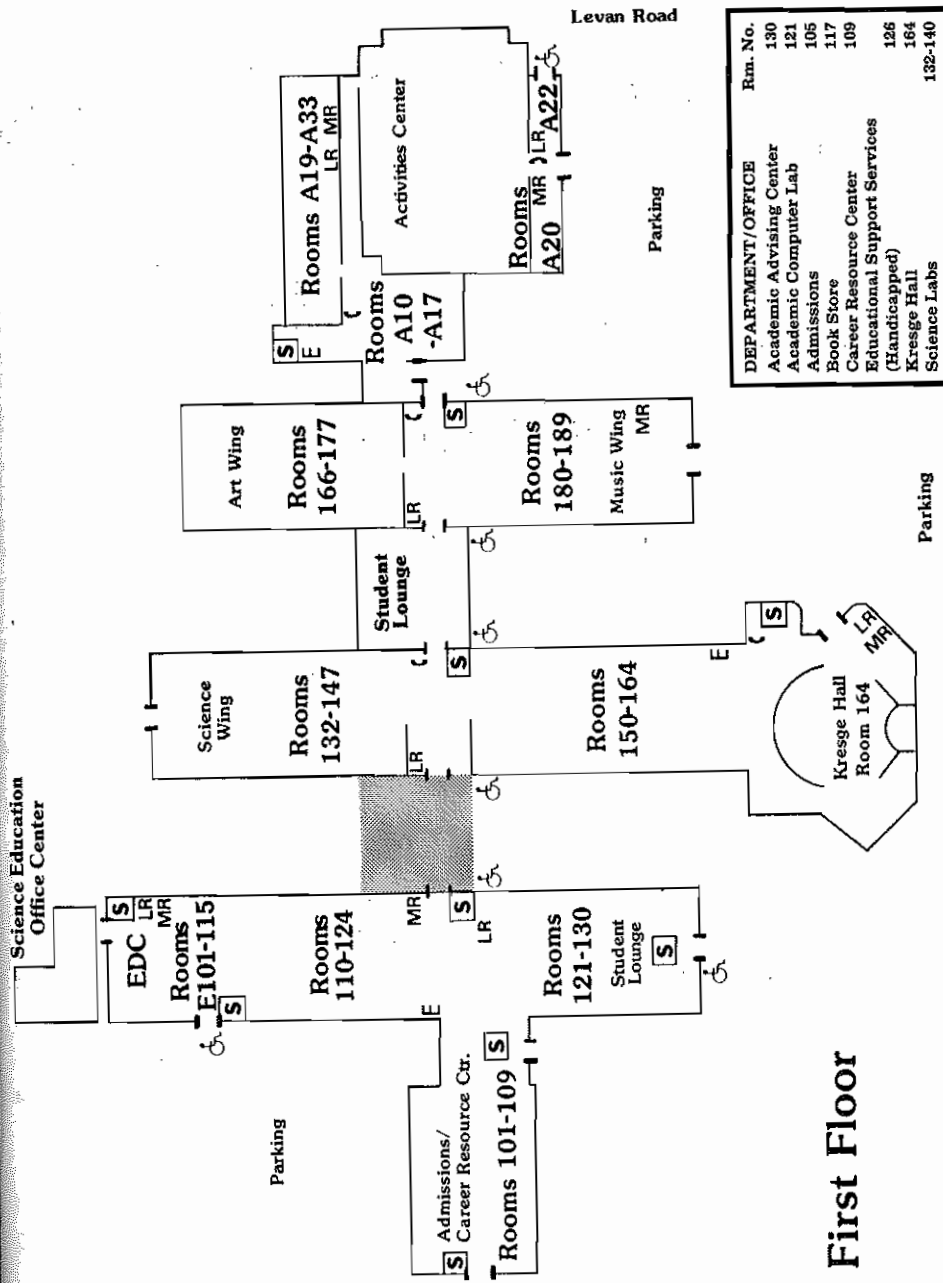 Levan Road
Science Education
Office Center
EDC
S
LR
MR
Rooms
E101-115
S
Rooms
110-124
MR
E
S
LR
Rooms
121-130
Student
Lounge
S
Parking
S
Admissions/
Career Resource Ctr.
S
Rooms 101-109
Science
Wing
Rooms
132-147
LR
S
Rooms
150-164
E
S
LR
MR
Kresge Hall
Room 164
Student
Lounge
Art Wing
Rooms
166-177
LR
S
Rooms
180-189
Music Wing
MR
S
E
Rooms
A10
-A17
Rooms A19-A33
LR MR
Activities Center
Rooms
A20
MR
LR
A22
Parking
Parking
DEPARTMENT/OFFICE Rm. No.
Academic Advising Center 130
Academic Computer Lab 121
Admissions 105
Book Store 117
Career Resource Center 109
Educational Support Services
(Handicapped) 126
Kresge Hall 164
Science Labs 132-140
First Floor